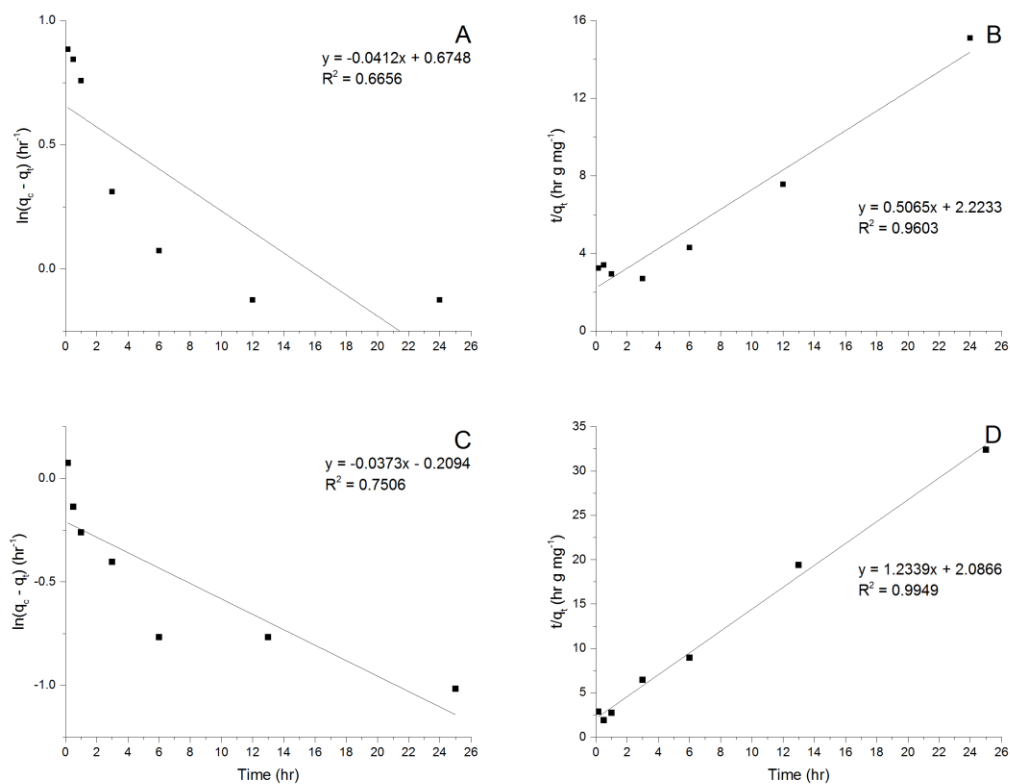 A
y = -0.0412x + 0.6748
R² = 0.6656
1.0
0.5
0.0
ln(q_c - q_t) (hr⁻¹)
0 2 4 6 8 10 12 14 16 18 20 22 24 26
B
y = 0.5065x + 2.2233
R² = 0.9603
16
12
8
4
0
t/q_t (hr g mg⁻¹)
0 2 4 6 8 10 12 14 16 18 20 22 24 26
C
y = -0.0373x - 0.2094
R² = 0.7506
0.0
-0.5
-1.0
ln(q_c - q_t) (hr⁻¹)
0 2 4 6 8 10 12 14 16 18 20 22 24 26
Time (hr)
D
y = 1.2339x + 2.0866
R² = 0.9949
35
30
25
20
15
10
5
0
t/q_t (hr g mg⁻¹)
0 2 4 6 8 10 12 14 16 18 20 22 24 26
Time (hr)